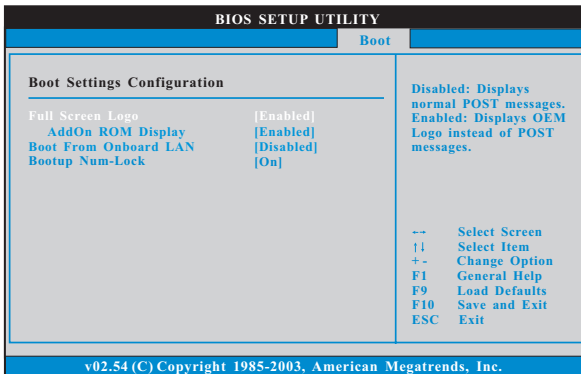 BIOS SETUP UTILITY
Boot
Boot Settings Configuration
Full Screen Logo [Enabled]
AddOn ROM Display [Enabled]
Boot From Onboard LAN [Disabled]
Bootup Num-Lock [On]
Disabled: Displays
normal POST messages.
Enabled: Displays OEM
Logo instead of POST
messages.
←→ Select Screen
↑↓ Select Item
+ - Change Option
F1 General Help
F9 Load Defaults
F10 Save and Exit
ESC Exit
v02.54 (C) Copyright 1985-2003, American Megatrends, Inc.